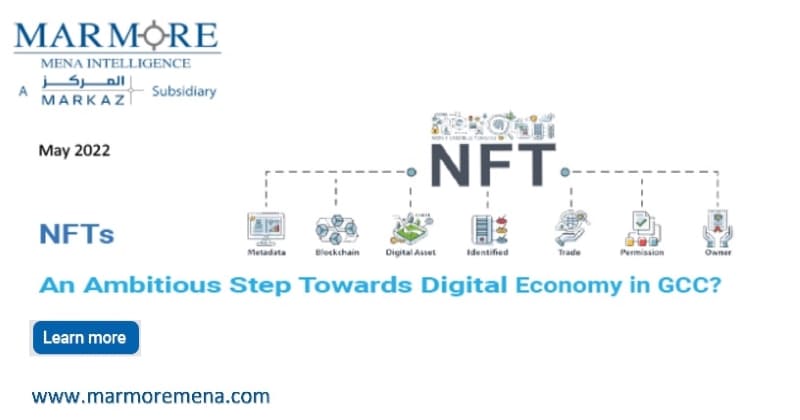 MARMORE
MENA INTELLIGENCE
المركز
A MARKAZ Subsidiary
May 2022
NFT
Metadata Blockchain Digital Asset Identified Trade Permission Owner
NFTs
An Ambitious Step Towards Digital Economy in GCC?
Learn more
www.marmoremena.com